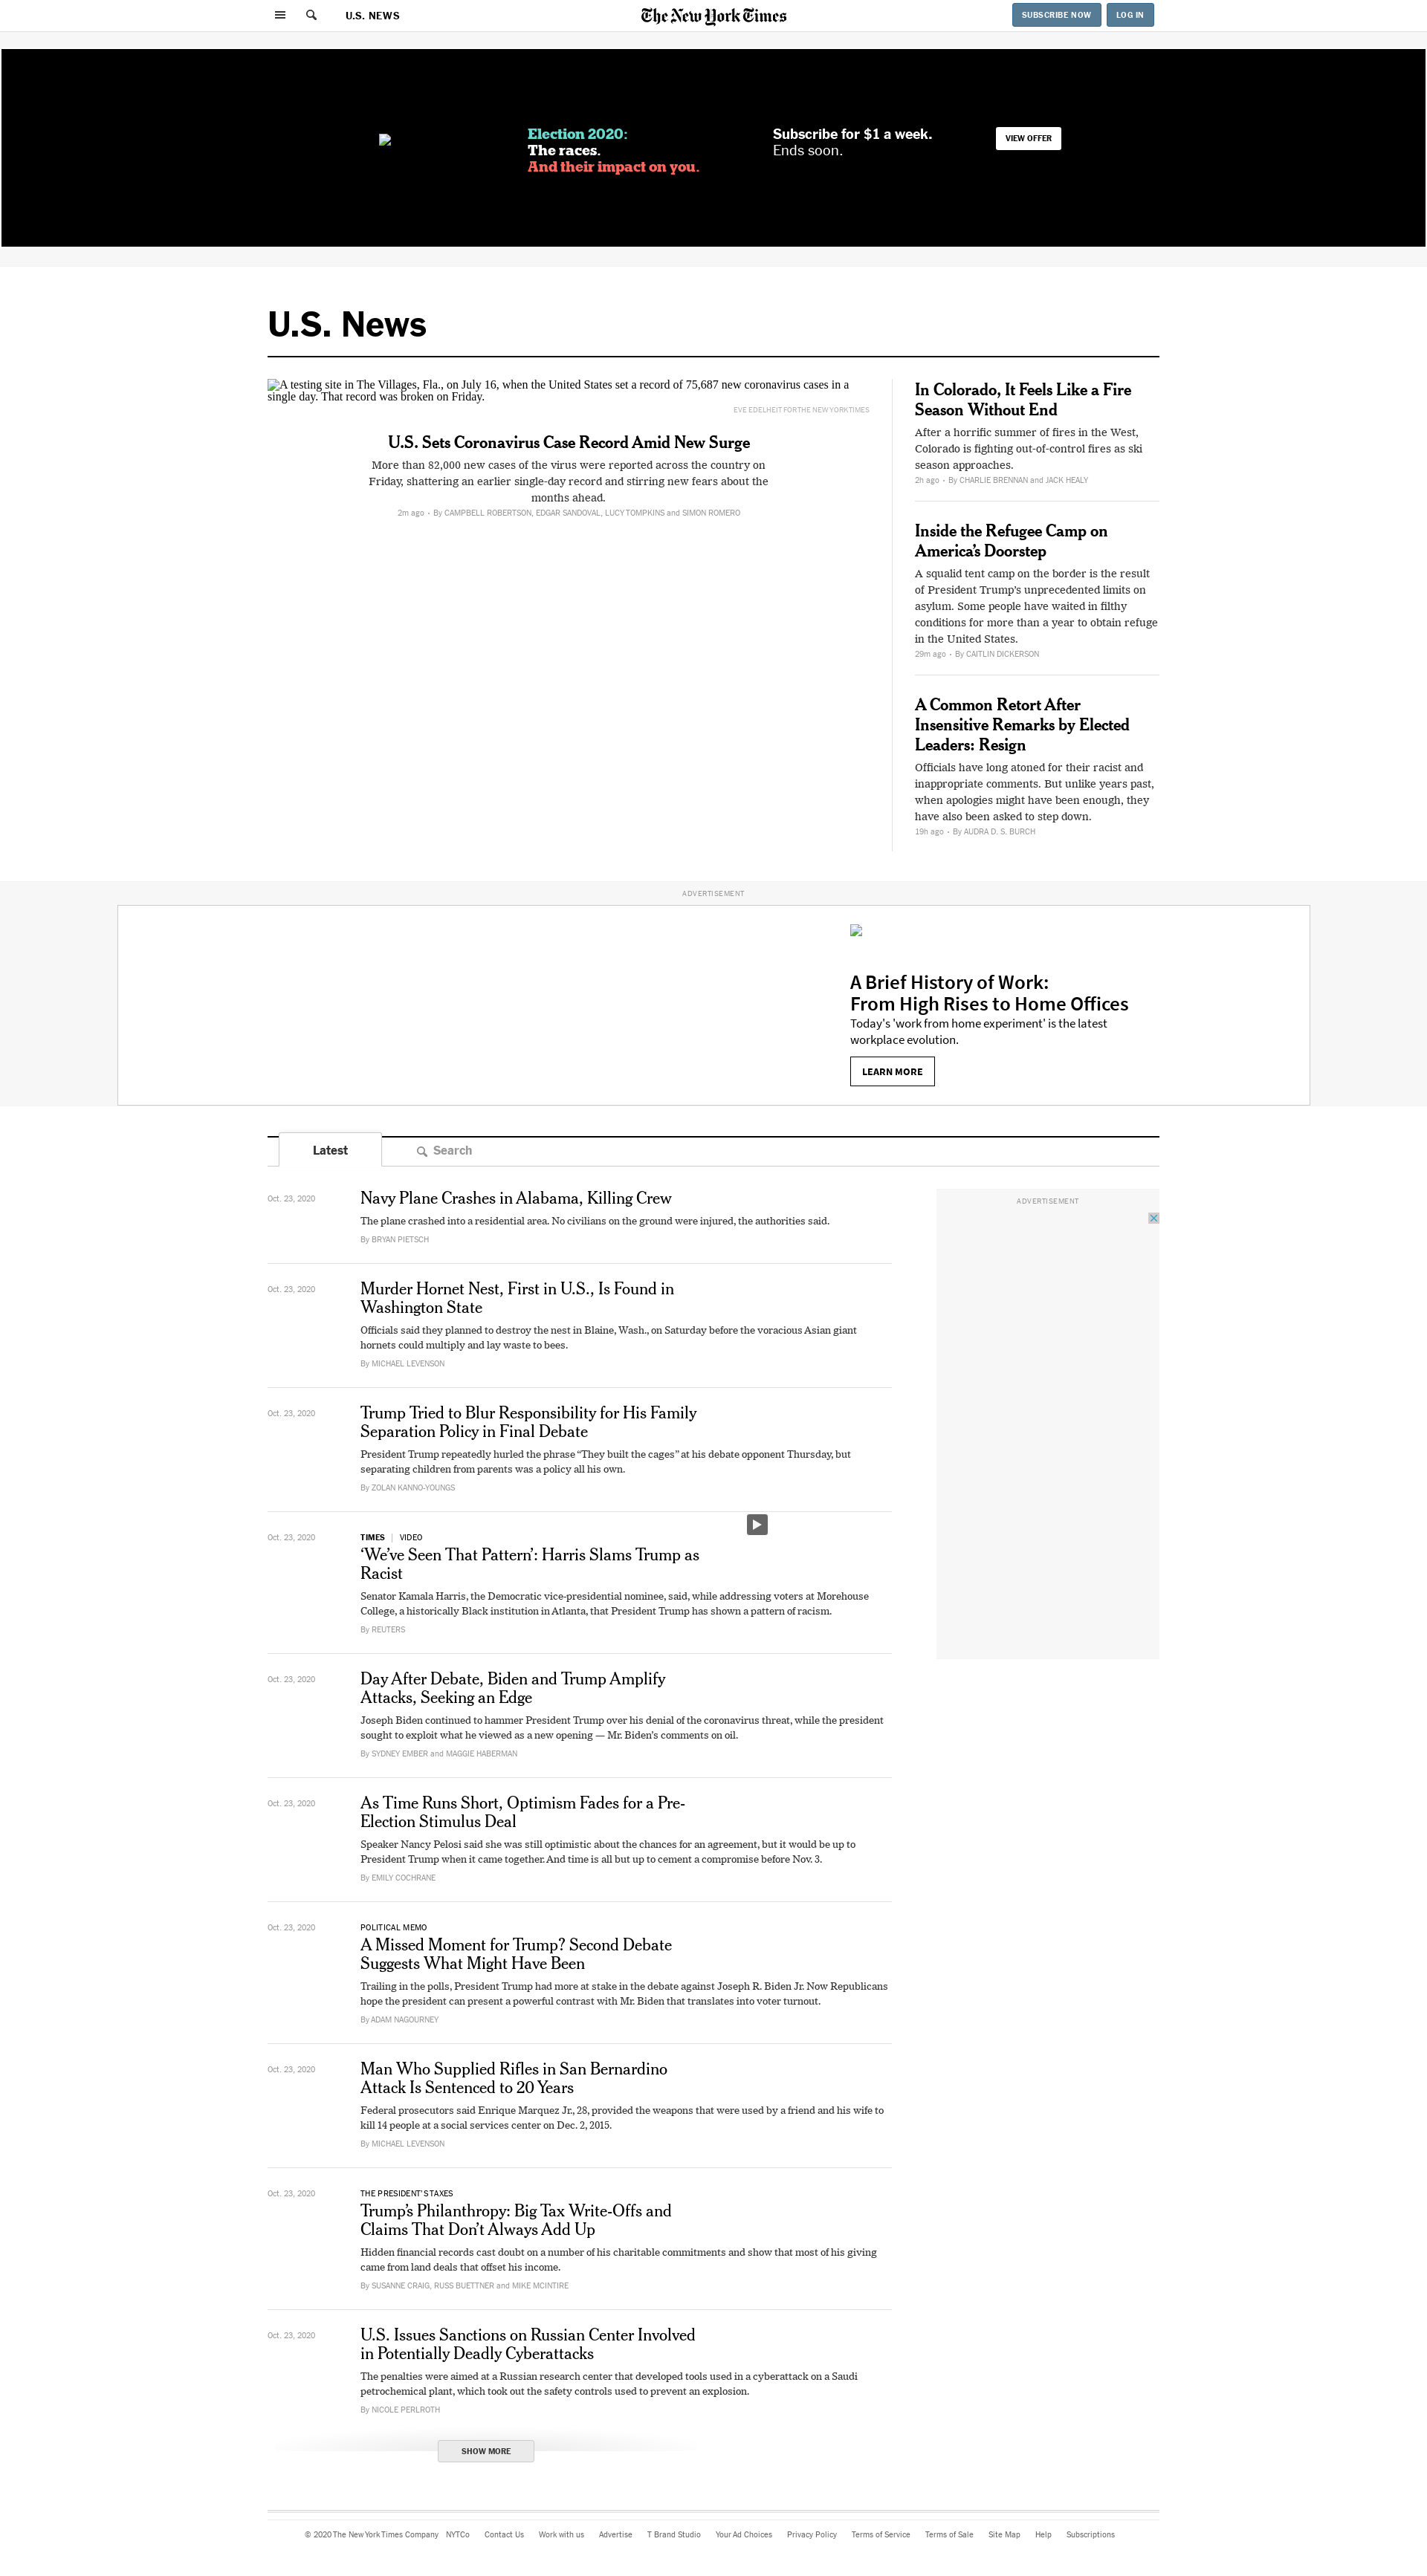 U.S. NEWS
The New York Times
SUBSCRIBE NOW
LOG IN
Election 2020:
The races.
And their impact on you.
Subscribe for $1 a week.
Ends soon.
VIEW OFFER
U.S. News
A testing site in The Villages, Fla., on July 16, when the United States set a record of 75,687 new coronavirus cases in a
single day. That record was broken on Friday.
EVE EDELHEIT FOR THE NEW YORK TIMES
U.S. Sets Coronavirus Case Record Amid New Surge
More than 82,000 new cases of the virus were reported across the country on
Friday, shattering an earlier single-day record and stirring new fears about the
months ahead.
2m ago • By CAMPBELL ROBERTSON, EDGAR SANDOVAL, LUCY TOMPKINS and SIMON ROMERO
In Colorado, It Feels Like a Fire
Season Without End
After a horrific summer of fires in the West,
Colorado is fighting out-of-control fires as ski
season approaches.
2h ago • By CHARLIE BRENNAN and JACK HEALY
Inside the Refugee Camp on
America’s Doorstep
A squalid tent camp on the border is the result
of President Trump’s unprecedented limits on
asylum. Some people have waited in filthy
conditions for more than a year to obtain refuge
in the United States.
29m ago • By CAITLIN DICKERSON
A Common Retort After
Insensitive Remarks by Elected
Leaders: Resign
Officials have long atoned for their racist and
inappropriate comments. But unlike years past,
when apologies might have been enough, they
have also been asked to step down.
19h ago • By AUDRA D. S. BURCH
ADVERTISEMENT
A Brief History of Work:
From High Rises to Home Offices
Today's 'work from home experiment' is the latest
workplace evolution.
LEARN MORE
Latest
Search
ADVERTISEMENT
Oct. 23, 2020
Navy Plane Crashes in Alabama, Killing Crew
The plane crashed into a residential area. No civilians on the ground were injured, the authorities said.
By BRYAN PIETSCH
Oct. 23, 2020
Murder Hornet Nest, First in U.S., Is Found in
Washington State
Officials said they planned to destroy the nest in Blaine, Wash., on Saturday before the voracious Asian giant
hornets could multiply and lay waste to bees.
By MICHAEL LEVENSON
Oct. 23, 2020
Trump Tried to Blur Responsibility for His Family
Separation Policy in Final Debate
President Trump repeatedly hurled the phrase “They built the cages” at his debate opponent Thursday, but
separating children from parents was a policy all his own.
By ZOLAN KANNO-YOUNGS
Oct. 23, 2020
TIMES | VIDEO
‘We’ve Seen That Pattern’: Harris Slams Trump as
Racist
Senator Kamala Harris, the Democratic vice-presidential nominee, said, while addressing voters at Morehouse
College, a historically Black institution in Atlanta, that President Trump has shown a pattern of racism.
By REUTERS
Oct. 23, 2020
Day After Debate, Biden and Trump Amplify
Attacks, Seeking an Edge
Joseph Biden continued to hammer President Trump over his denial of the coronavirus threat, while the president
sought to exploit what he viewed as a new opening — Mr. Biden’s comments on oil.
By SYDNEY EMBER and MAGGIE HABERMAN
Oct. 23, 2020
As Time Runs Short, Optimism Fades for a Pre-
Election Stimulus Deal
Speaker Nancy Pelosi said she was still optimistic about the chances for an agreement, but it would be up to
President Trump when it came together. And time is all but up to cement a compromise before Nov. 3.
By EMILY COCHRANE
Oct. 23, 2020
POLITICAL MEMO
A Missed Moment for Trump? Second Debate
Suggests What Might Have Been
Trailing in the polls, President Trump had more at stake in the debate against Joseph R. Biden Jr. Now Republicans
hope the president can present a powerful contrast with Mr. Biden that translates into voter turnout.
By ADAM NAGOURNEY
Oct. 23, 2020
Man Who Supplied Rifles in San Bernardino
Attack Is Sentenced to 20 Years
Federal prosecutors said Enrique Marquez Jr., 28, provided the weapons that were used by a friend and his wife to
kill 14 people at a social services center on Dec. 2, 2015.
By MICHAEL LEVENSON
Oct. 23, 2020
THE PRESIDENT’S TAXES
Trump’s Philanthropy: Big Tax Write-Offs and
Claims That Don’t Always Add Up
Hidden financial records cast doubt on a number of his charitable commitments and show that most of his giving
came from land deals that offset his income.
By SUSANNE CRAIG, RUSS BUETTNER and MIKE MCINTIRE
Oct. 23, 2020
U.S. Issues Sanctions on Russian Center Involved
in Potentially Deadly Cyberattacks
The penalties were aimed at a Russian research center that developed tools used in a cyberattack on a Saudi
petrochemical plant, which took out the safety controls used to prevent an explosion.
By NICOLE PERLROTH
SHOW MORE
© 2020 The New York Times Company NYTCo Contact Us Work with us Advertise T Brand Studio Your Ad Choices Privacy Policy Terms of Service Terms of Sale Site Map Help Subscriptions